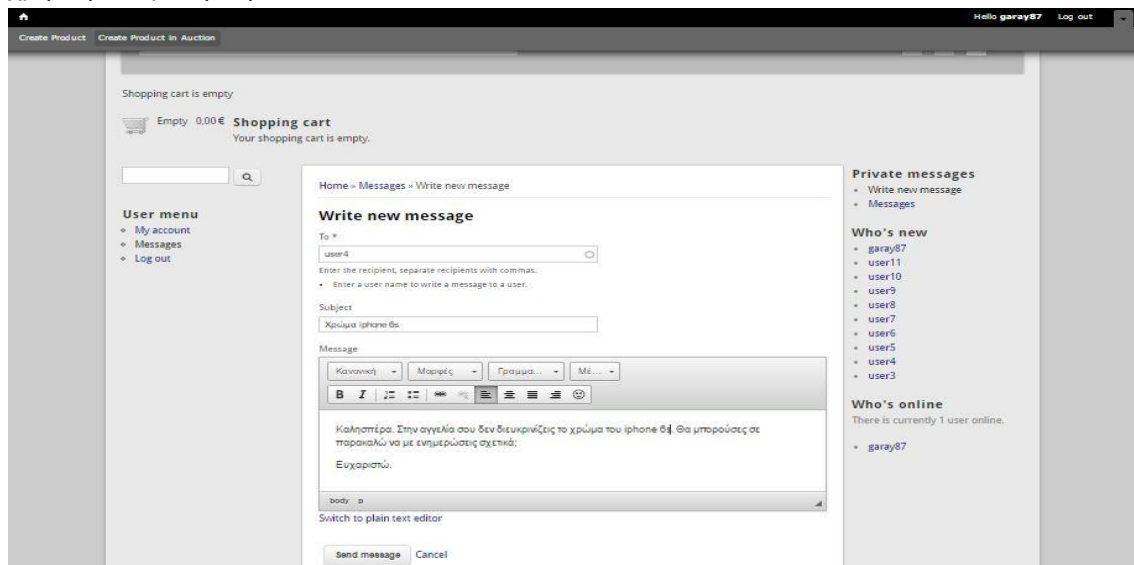 Hello garay87 Log out
Create Product Create Product in Auction
Shopping cart is empty
Empty 0,00 € Shopping cart
Your shopping cart is empty.
Home » Messages » Write new message
Write new message
To *
user4
Enter the recipient, separate recipients with commas.
Enter a user name to write a message to a user.
Subject
Χρώμα iphone 6s
Message
Κανονική Μορφές Γραμμα... Μέ...
B I
Καλησπέρα. Στην αγγελία σου δεν διευκρινίζεις το χρώμα του iphone 6s. Θα μπορούσες σε
παρακαλώ να με ενημερώσεις σχετικά;
Ευχαριστώ.
body p
Switch to plain text editor
Send message Cancel
User menu
My account
Messages
Log out
Private messages
Write new message
Messages
Who's new
garay87
user11
user10
user9
user8
user7
user6
user5
user4
user3
Who's online
There is currently 1 user online.
garay87